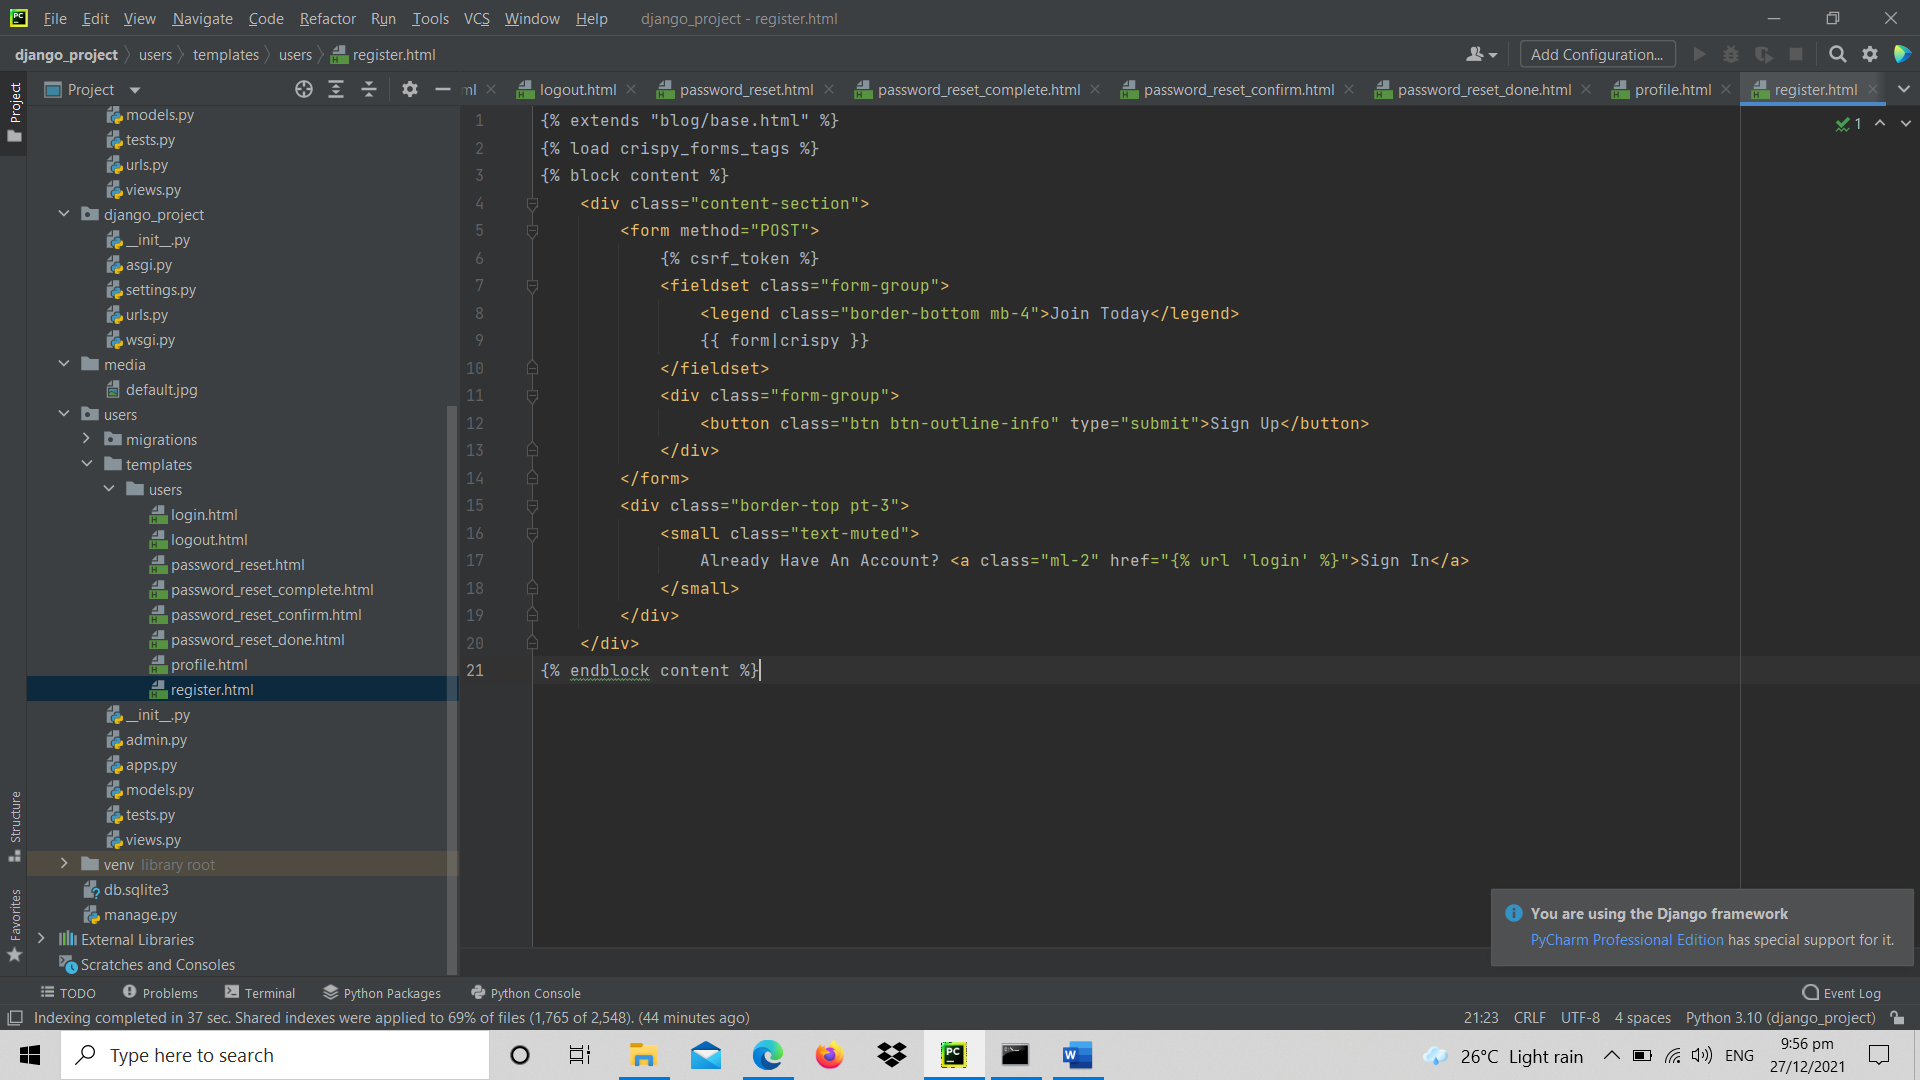 PC File Edit View Navigate Code Refactor Run Tools VCS Window Help django_project - register.html
django_project users templates users register.html Add Configuration...
Project ml logout.html password_reset.html password_reset_complete.html password_reset_confirm.html password_reset_done.html profile.html register.html
Project
Structure
Favorites
models.py
tests.py
urls.py
views.py
django_project
__init__.py
asgi.py
settings.py
urls.py
wsgi.py
media
default.jpg
users
migrations
templates
users
login.html
logout.html
password_reset.html
password_reset_complete.html
password_reset_confirm.html
password_reset_done.html
profile.html
register.html
__init__.py
admin.py
apps.py
models.py
tests.py
views.py
venv library root
db.sqlite3
manage.py
External Libraries
Scratches and Consoles
1 {% extends "blog/base.html" %}
2 {% load crispy_forms_tags %}
3 {% block content %}
4 <div class="content-section">
5 <form method="POST">
6 {% csrf_token %}
7 <fieldset class="form-group">
8 <legend class="border-bottom mb-4">Join Today</legend>
9 {{ form|crispy }}
10 </fieldset>
11 <div class="form-group">
12 <button class="btn btn-outline-info" type="submit">Sign Up</button>
13 </div>
14 </form>
15 <div class="border-top pt-3">
16 <small class="text-muted">
17 Already Have An Account? <a class="ml-2" href="{% url 'login' %}">Sign In</a>
18 </small>
19 </div>
20 </div>
21 {% endblock content %}
1
You are using the Django framework
PyCharm Professional Edition has special support for it.
TODO Problems Terminal Python Packages Python Console Event Log
Indexing completed in 37 sec. Shared indexes were applied to 69% of files (1,765 of 2,548). (44 minutes ago) 21:23 CRLF UTF-8 4 spaces Python 3.10 (django_project)
Type here to search PC W 26°C Light rain ENG
9:56 pm
27/12/2021